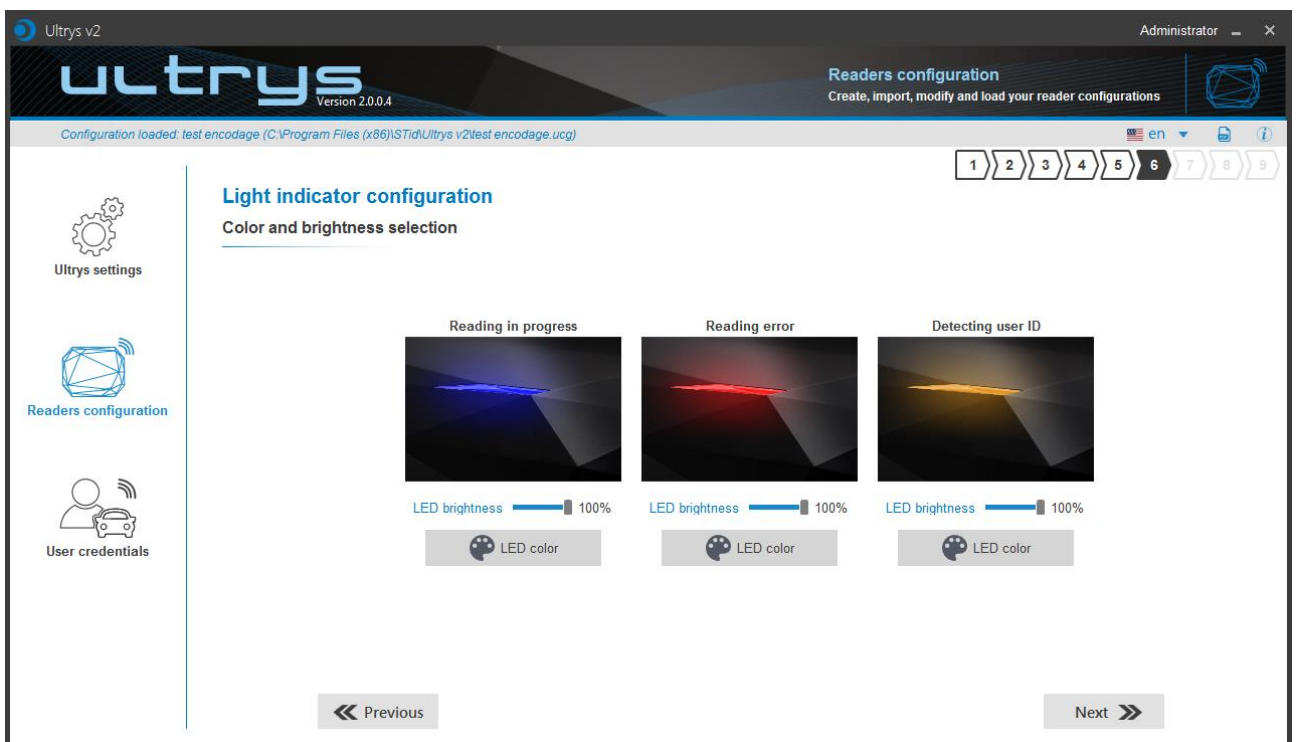 Ultrys v2
Administrator
ultrys
Version 2.0.0.4
Readers configuration
Create, import, modify and load your reader configurations
Configuration loaded: test encodage (C:\Program Files (x86)\STid\Ultrys v2\test encodage.ucg)
en
1 2 3 4 5 6 7 8 9
Light indicator configuration
Color and brightness selection
Ultrys settings
Readers configuration
User credentials
Reading in progress
Reading error
Detecting user ID
LED brightness 100%
LED brightness 100%
LED brightness 100%
LED color
LED color
LED color
Previous
Next